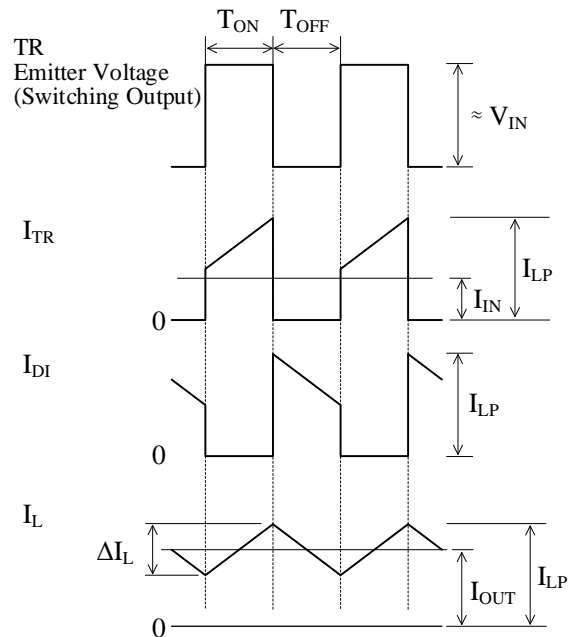 T_ON T_OFF
TR
Emitter Voltage
(Switching Output)
≈ V_IN
I_TR
I_LP
I_IN
0
I_DI
I_LP
0
I_L
ΔI_L
I_OUT
I_LP
0